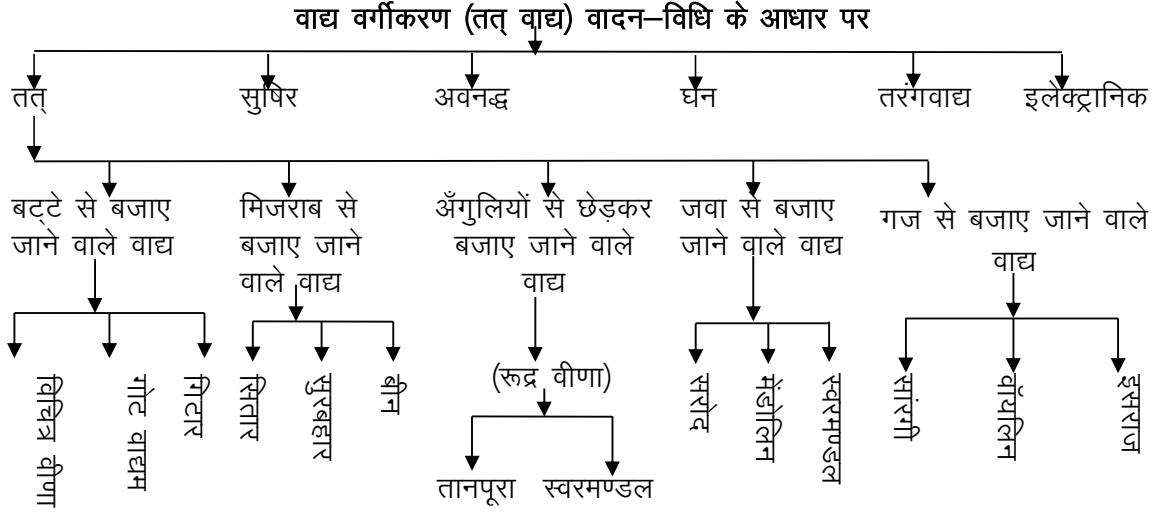 वाद्य वर्गीकरण (तत् वाद्य) वादन–विधि के आधार पर
तत्
सुषिर
अवनद्ध
घन
तरंगवाद्य
इलेक्ट्रानिक
बट्टे से बजाए
जाने वाले वाद्य
मिजराब से
बजाए जाने
वाले वाद्य
अँगुलियों से छेड़कर
बजाए जाने वाले
वाद्य
जवा से बजाए
जाने वाले वाद्य
गज से बजाए जाने वाले
वाद्य
विचित्र वीणा
गोट वाद्यम
गिटार
सितार
सुरबहार
बीन
(रूद्र वीणा)
तानपूरा
स्वरमण्डल
सरोद
मेंडोलिन
स्वरमण्डल
सांरगी
वॉयलिन
इसराज